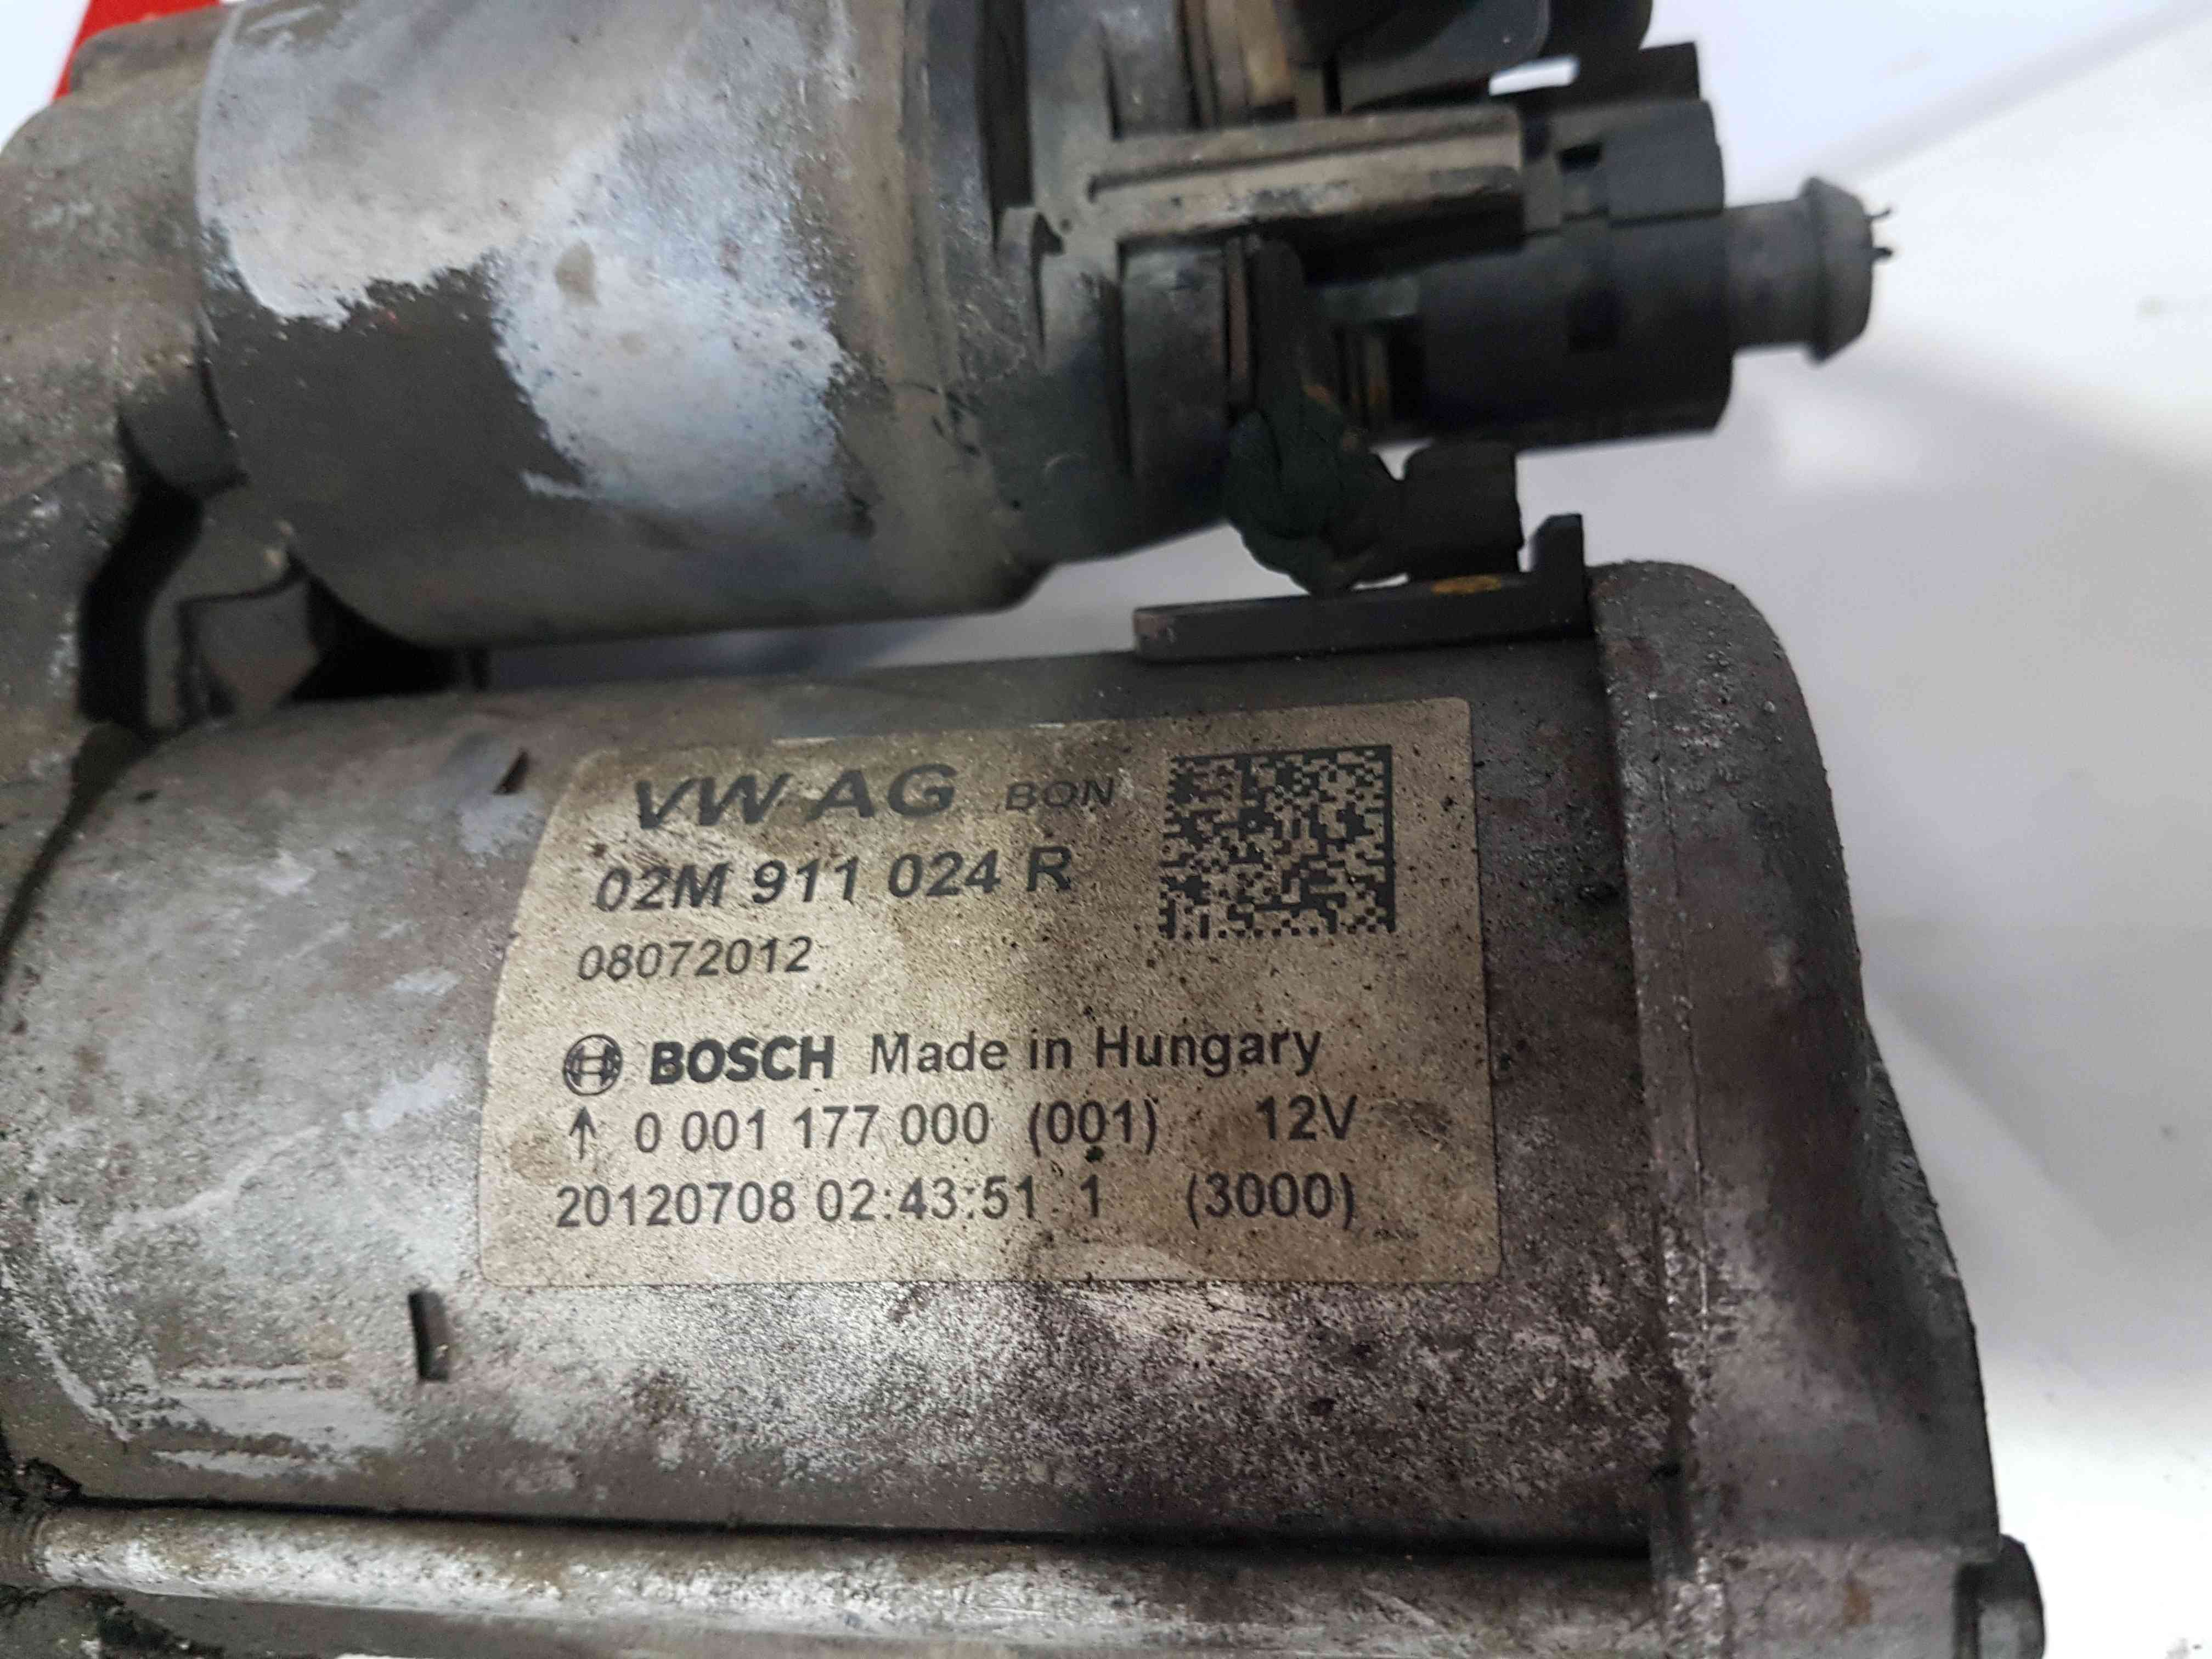 VW AG BON
02M 911 024 R
08072012
BOSCH Made in Hungary
↑ 0 001 177 000 (001) 12V
20120708 02:43:51 1 (3000)